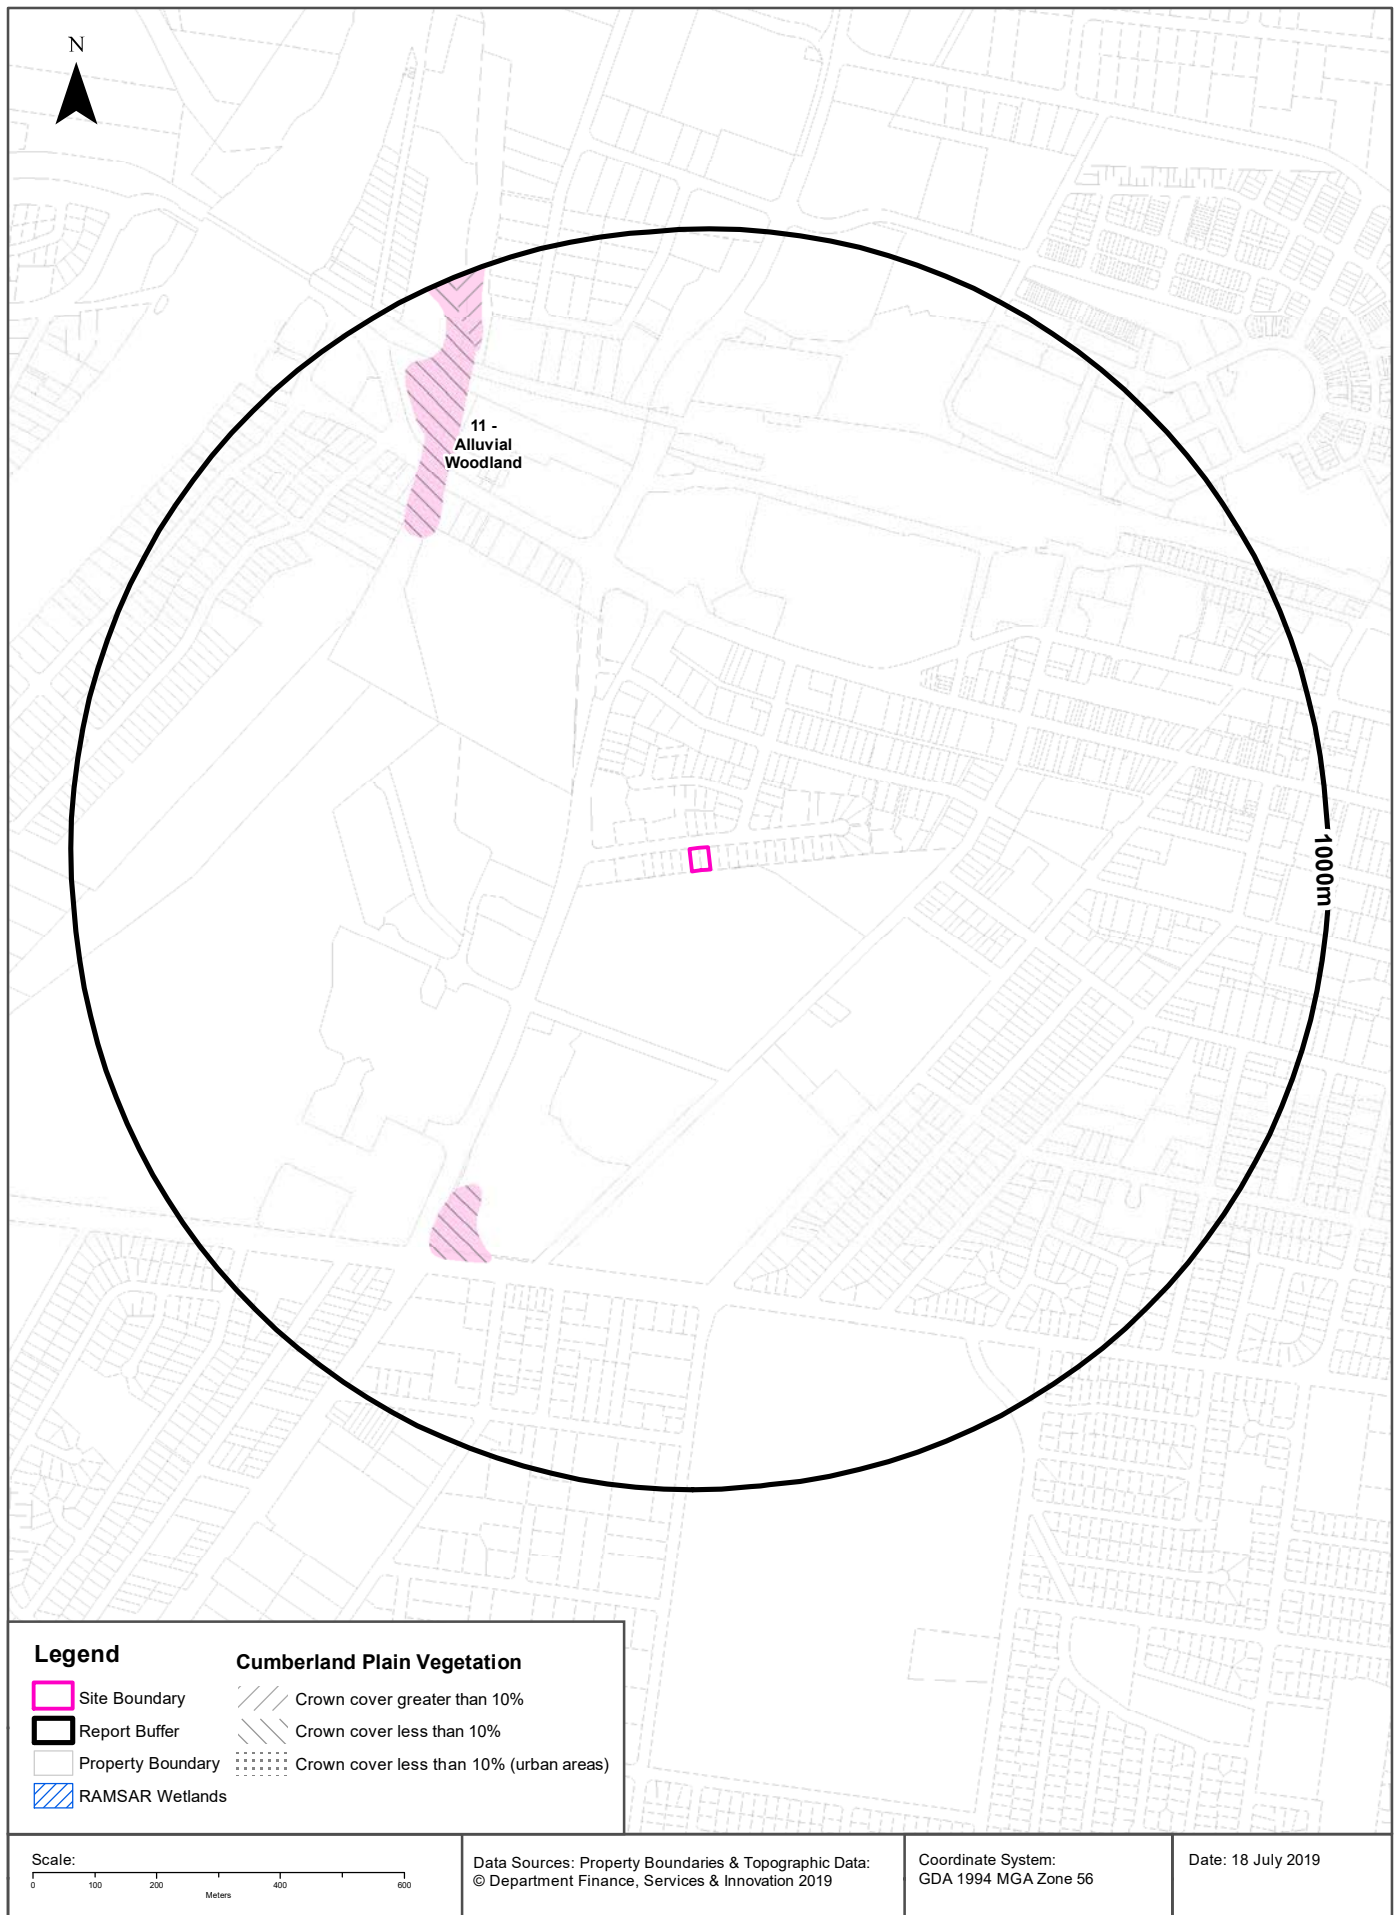 N
11 -
Alluvial
Woodland
1000m
Legend
Site Boundary
Report Buffer
Property Boundary
RAMSAR Wetlands
Cumberland Plain Vegetation
Crown cover greater than 10%
Crown cover less than 10%
Crown cover less than 10% (urban areas)
Scale:
0 100 200 400 600
Meters
Data Sources: Property Boundaries & Topographic Data:
© Department Finance, Services & Innovation 2019
Coordinate System:
GDA 1994 MGA Zone 56
Date: 18 July 2019